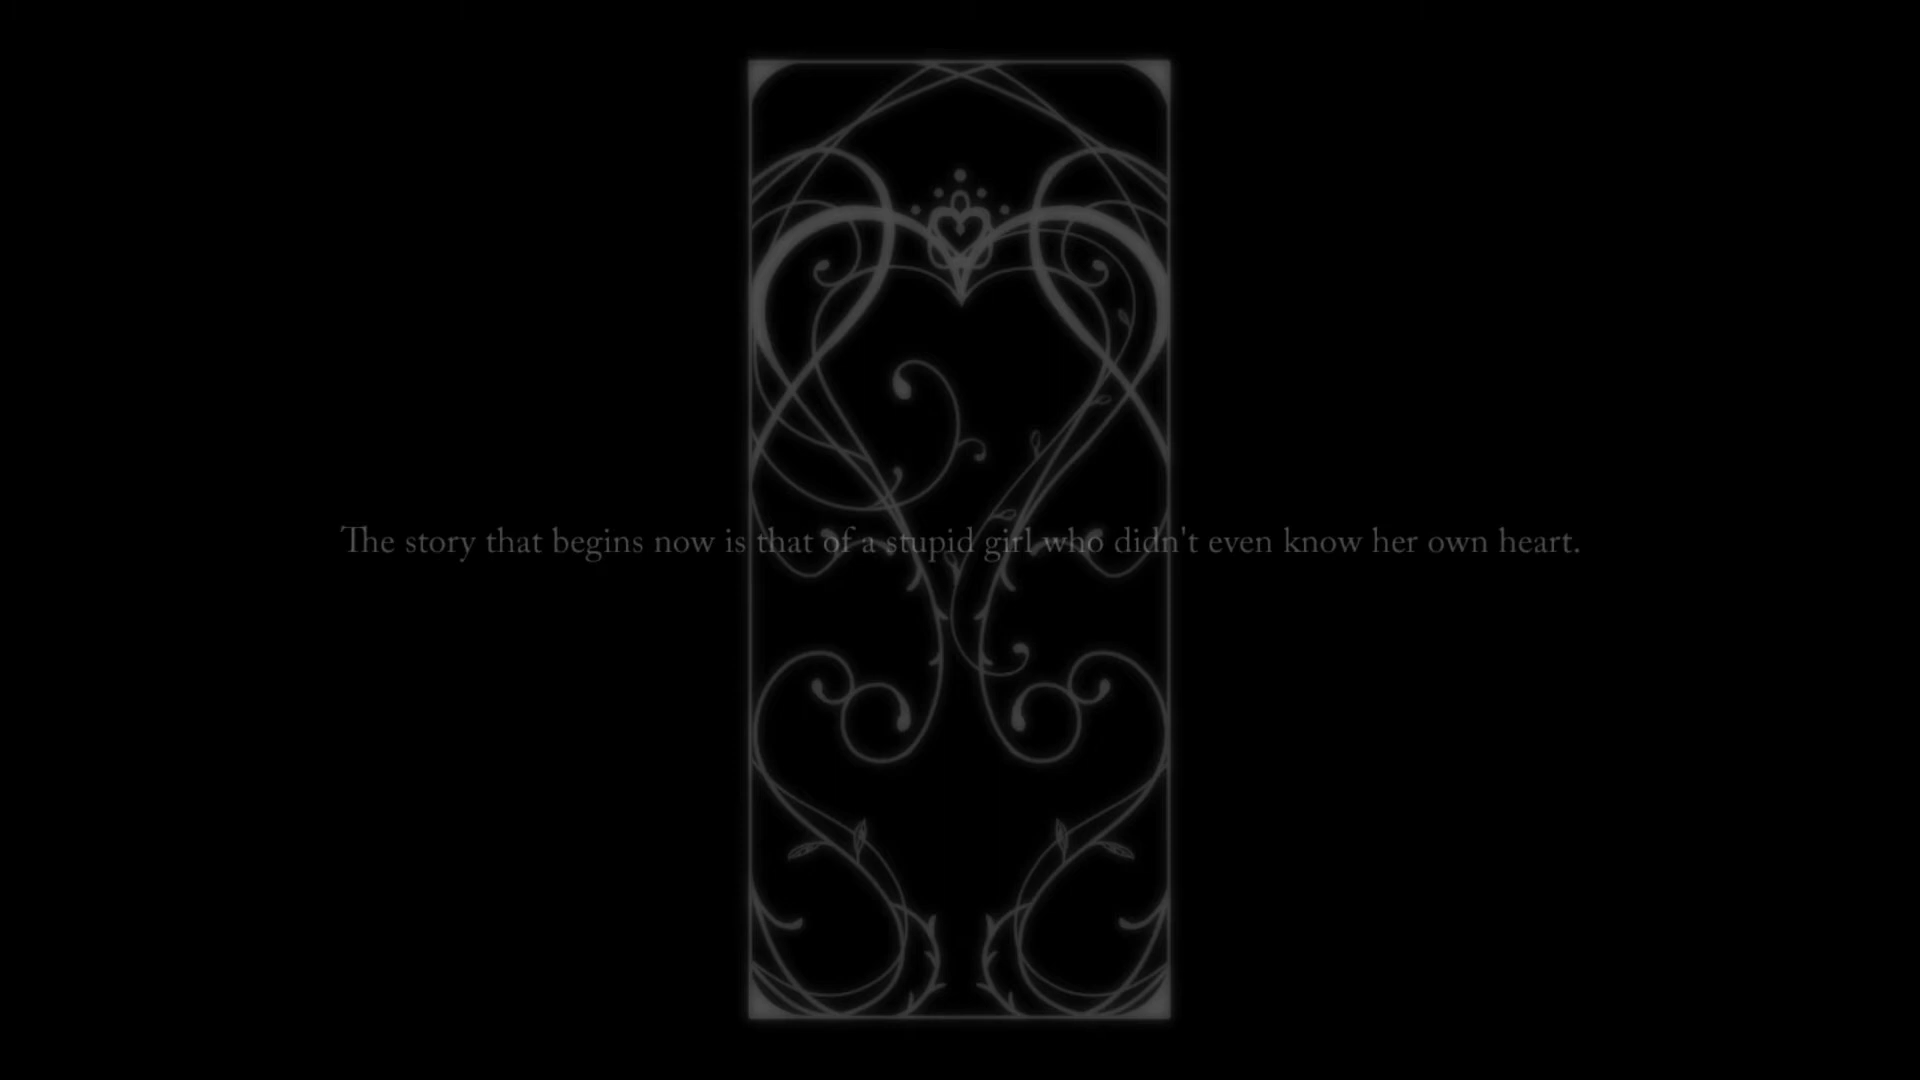 The story that begins now is that of a stupid girl who didn't even know her own heart.